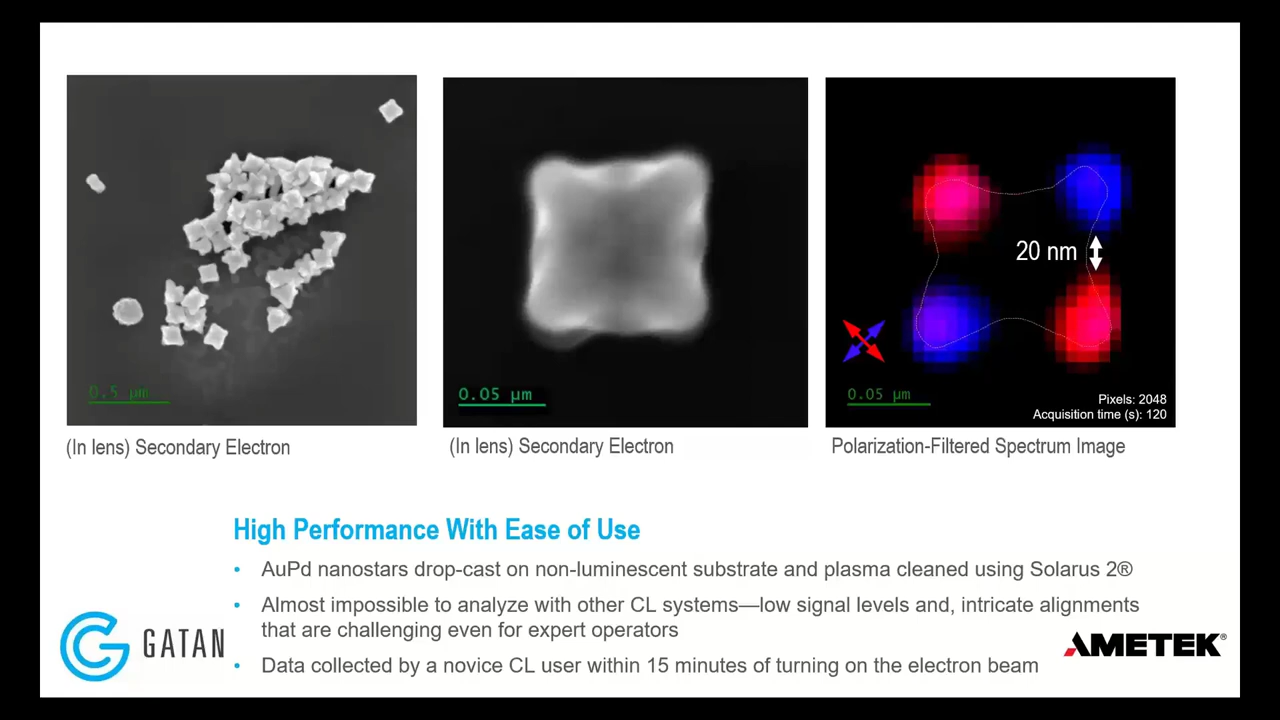 20 nm
0.5 µm
0.05 µm
0.05 µm
Pixels: 2048
Acquisition time (s): 120
(In lens) Secondary Electron
(In lens) Secondary Electron
Polarization-Filtered Spectrum Image
High Performance With Ease of Use
• AuPd nanostars drop-cast on non-luminescent substrate and plasma cleaned using Solarus 2®
• Almost impossible to analyze with other CL systems—low signal levels and, intricate alignments
that are challenging even for expert operators
• Data collected by a novice CL user within 15 minutes of turning on the electron beam
GATAN
AMETEK®